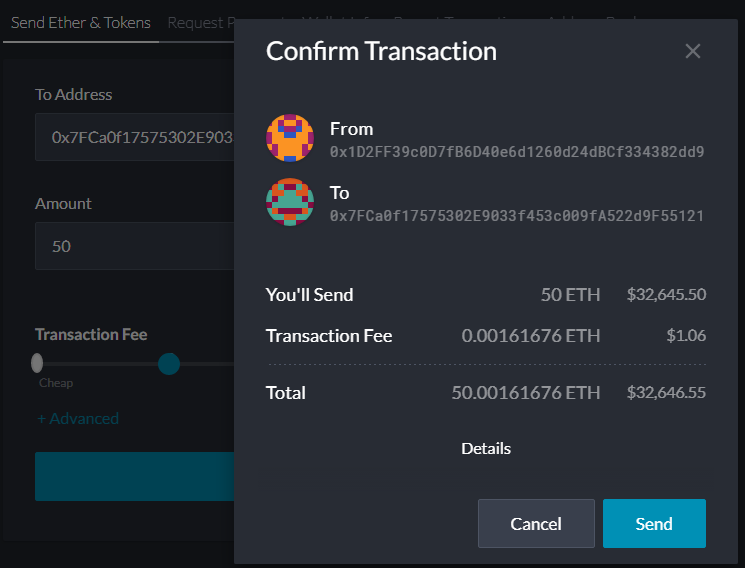 Send Ether & Tokens
Request
Confirm Transaction
To Address
0x7FCa0f17575302E903
From
0x1D2FF39c0D7fB6D40e6d1260d24dBCf334382dd9
To
0x7FCa0f17575302E9033f453c009fA522d9F55121
Amount
50
You'll Send 50 ETH $32,645.50
Transaction Fee
Transaction Fee 0.00161676 ETH $1.06
Cheap
Total 50.00161676 ETH $32,646.55
+ Advanced
Details
Cancel Send